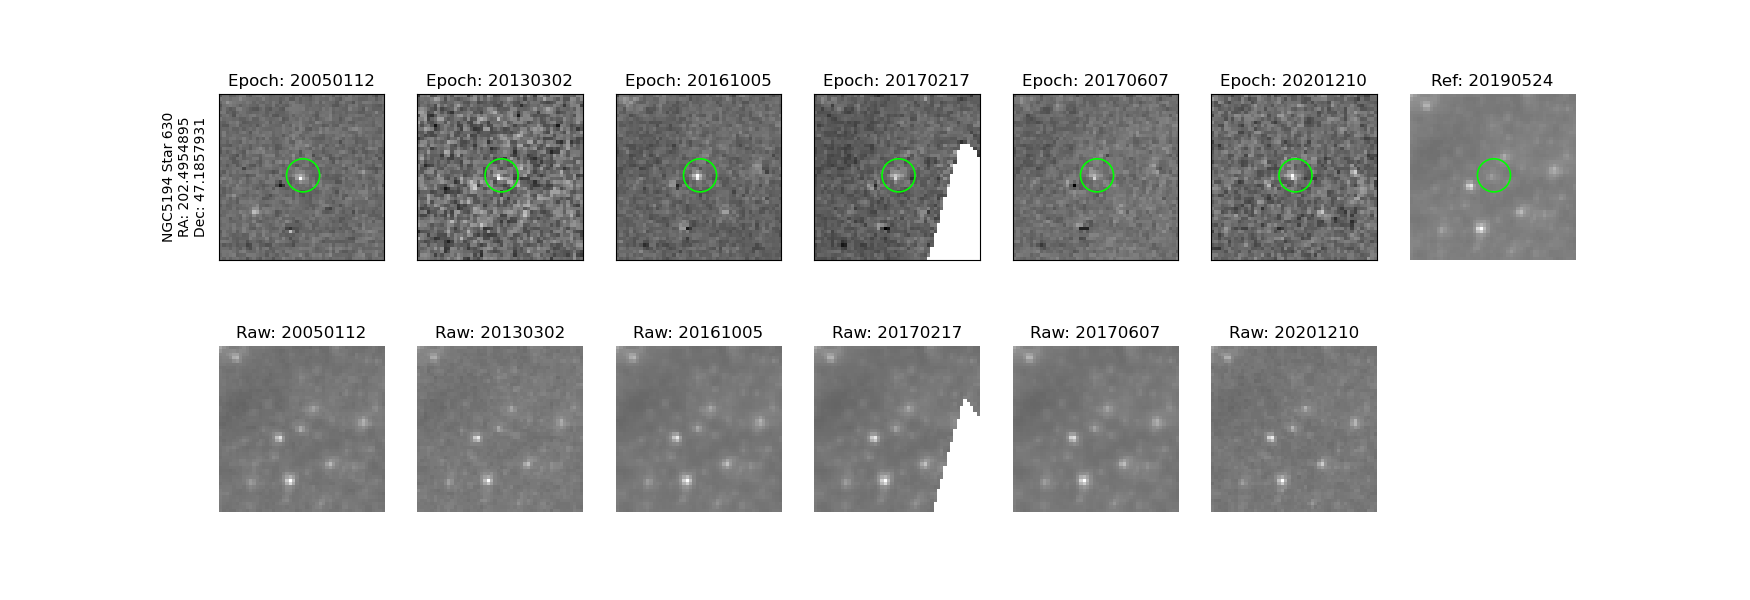 NGC5194 Star 630
RA: 202.4954895
Dec: 47.1857931
Epoch: 20050112
Epoch: 20130302
Epoch: 20161005
Epoch: 20170217
Epoch: 20170607
Epoch: 20201210
Ref: 20190524
Raw: 20050112
Raw: 20130302
Raw: 20161005
Raw: 20170217
Raw: 20170607
Raw: 20201210